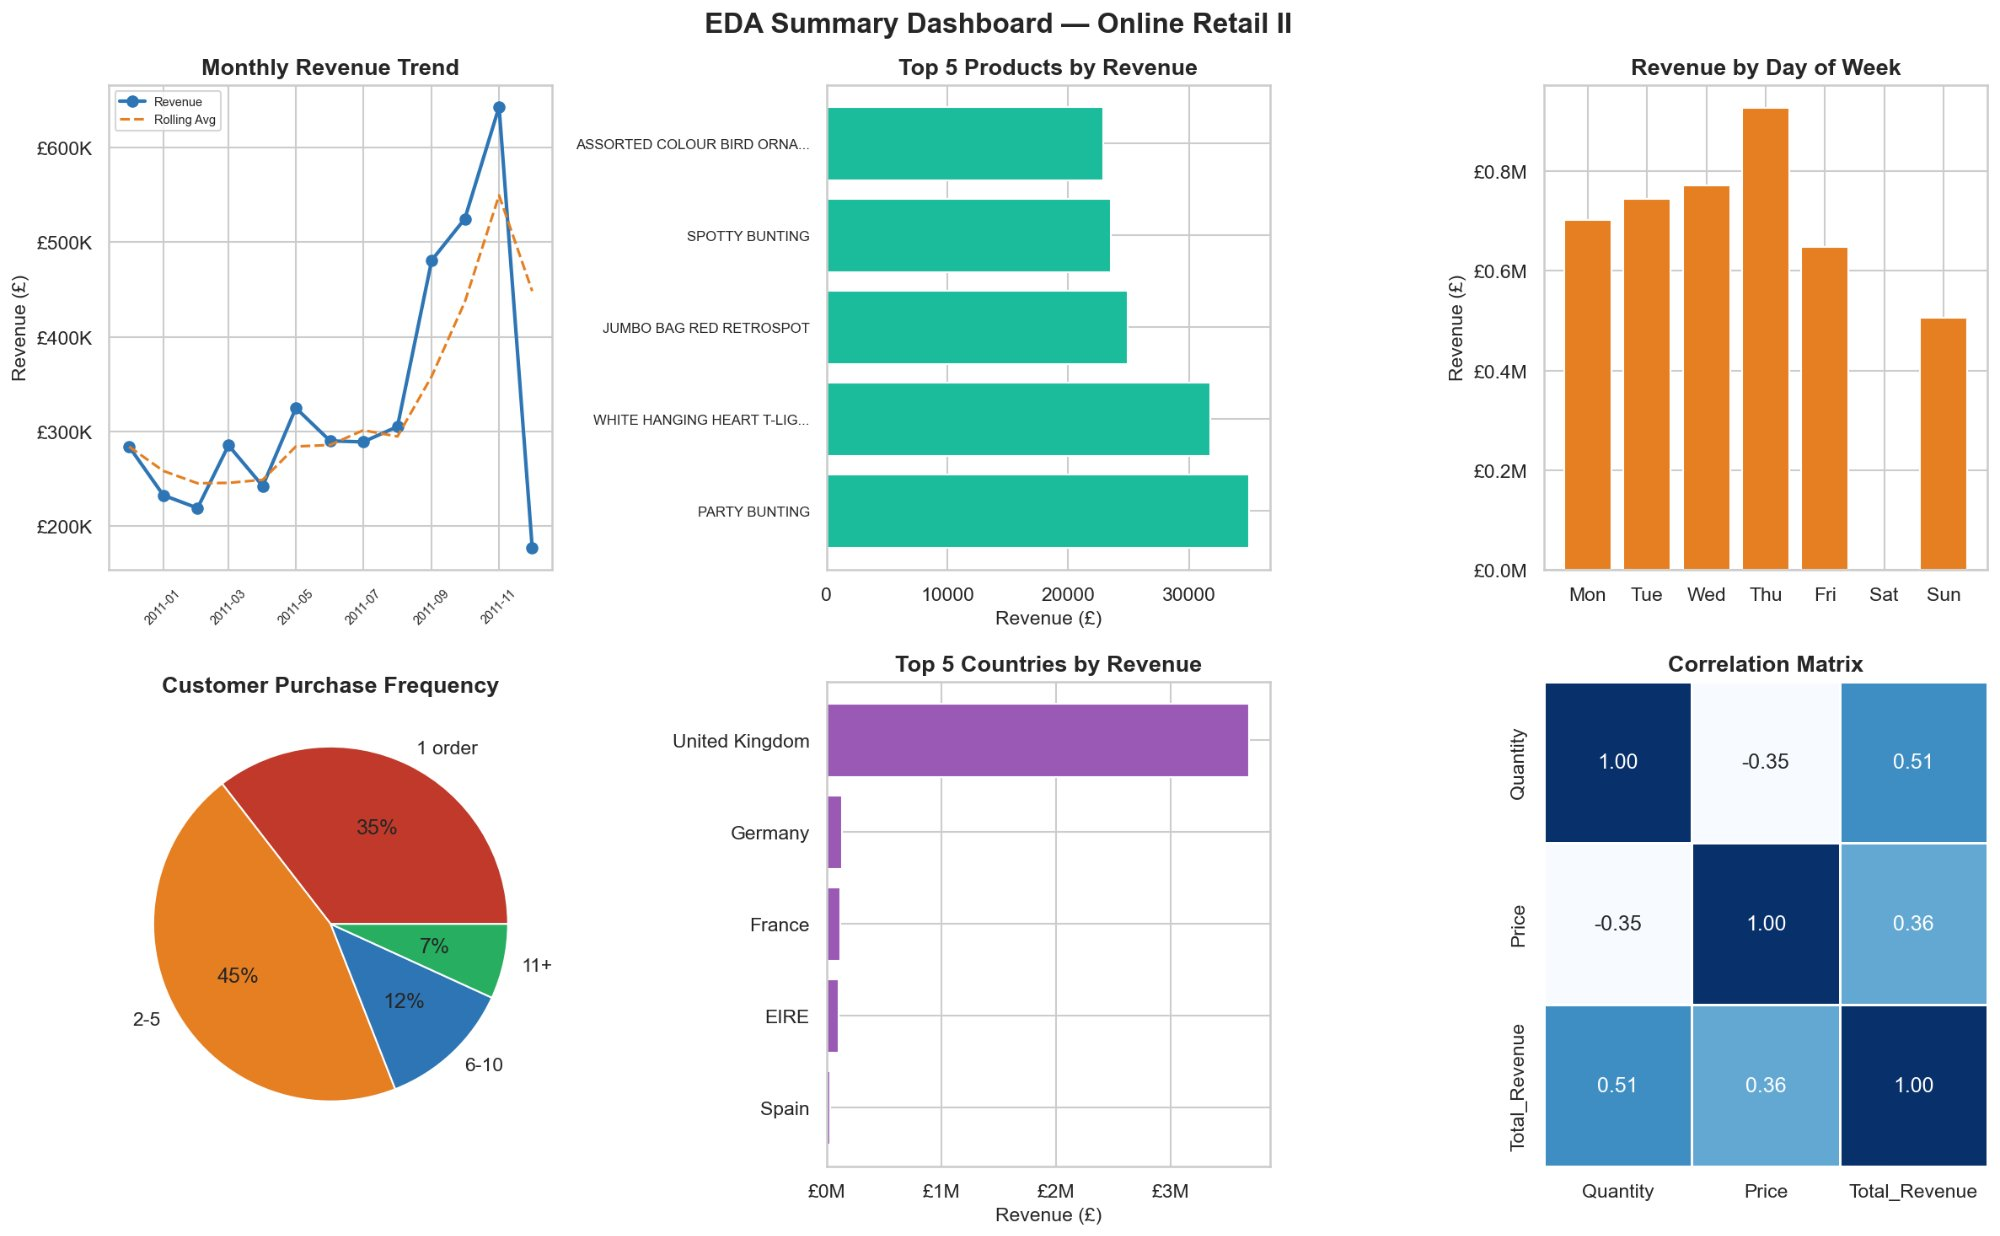 EDA Summary Dashboard — Online Retail II
Monthly Revenue Trend
Revenue
Rolling Avg
£600K
£500K
£400K
£300K
£200K
Revenue (£)
2011-01
2011-03
2011-05
2011-07
2011-09
2011-11
Top 5 Products by Revenue
ASSORTED COLOUR BIRD ORNA...
SPOTTY BUNTING
JUMBO BAG RED RETROSPOT
WHITE HANGING HEART T-LIG...
PARTY BUNTING
0 10000 20000 30000
Revenue (£)
Revenue by Day of Week
£0.8M
£0.6M
£0.4M
£0.2M
£0.0M
Revenue (£)
Mon Tue Wed Thu Fri Sat Sun
Customer Purchase Frequency
1 order
35%
45%
7%
12%
11+
2-5
6-10
Top 5 Countries by Revenue
United Kingdom
Germany
France
EIRE
Spain
£0M £1M £2M £3M
Revenue (£)
Correlation Matrix
Quantity
1.00 -0.35 0.51
Price
-0.35 1.00 0.36
Total_Revenue
0.51 0.36 1.00
Quantity Price Total_Revenue